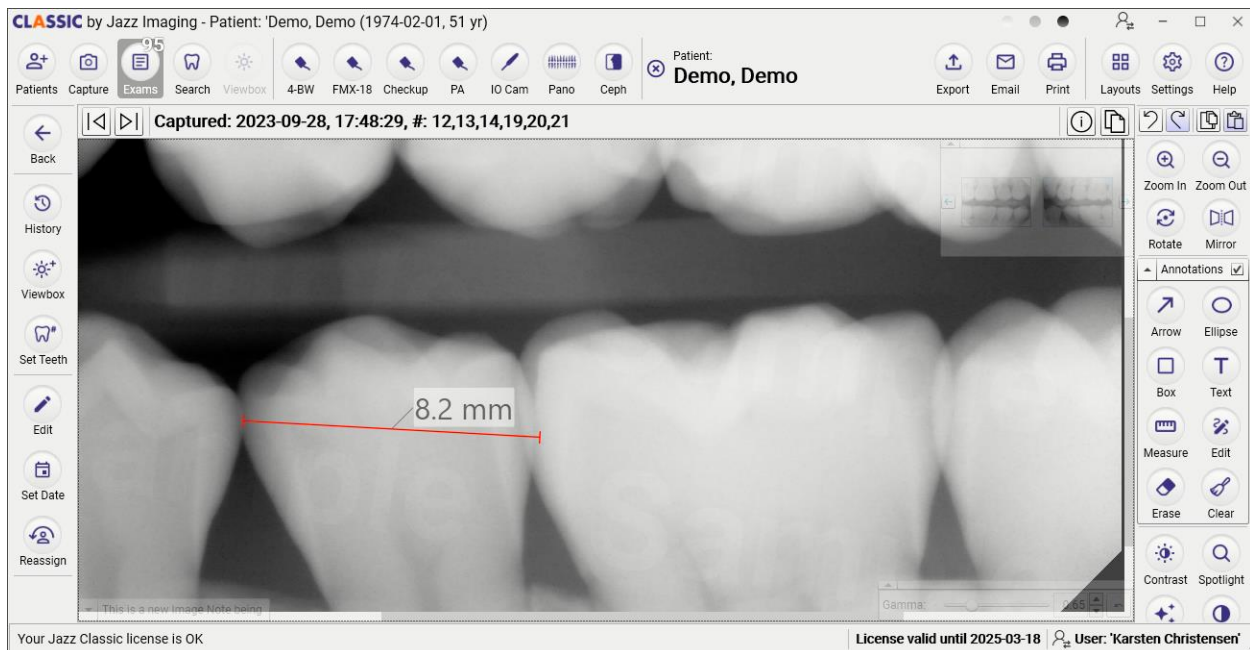 CLASSIC by Jazz Imaging - Patient: 'Demo, Demo (1974-02-01, 51 yr)
95
Patients Capture Exams Search Viewbox 4-BW FMX-18 Checkup PA IO Cam Pano Ceph
Patient:
Demo, Demo
Export Email Print Layouts Settings Help
Captured: 2023-09-28, 17:48:29, #: 12,13,14,19,20,21
Back
History
Viewbox
Set Teeth
Edit
Set Date
Reassign
8.2 mm
This is a new Image Note being
Gamma: 0.65
Zoom In Zoom Out
Rotate Mirror
Annotations
Arrow Ellipse
Box Text
Measure Edit
Erase Clear
Contrast Spotlight
Your Jazz Classic license is OK
License valid until 2025-03-18
User: 'Karsten Christensen'